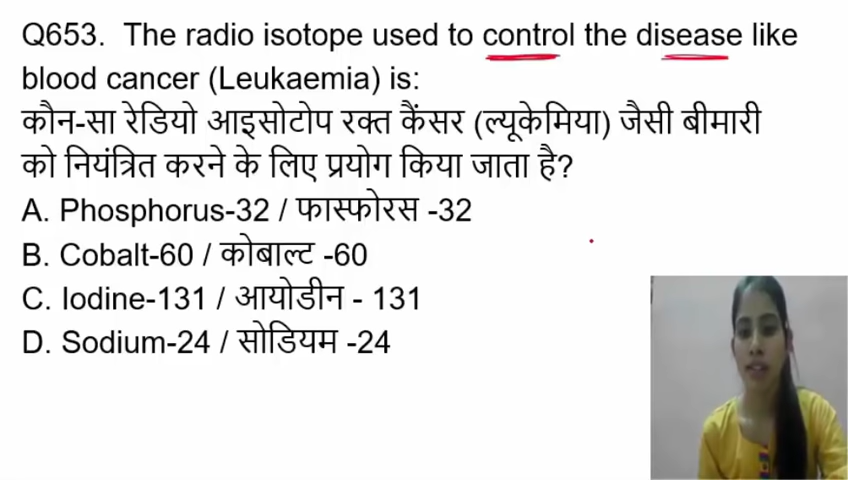 Q653. The radio isotope used to control the disease like
blood cancer (Leukaemia) is:
कौन-सा रेडियो आइसोटोप रक्त कैंसर (ल्यूकेमिया) जैसी बीमारी
को नियंत्रित करने के लिए प्रयोग किया जाता है?
A. Phosphorus-32 / फास्फोरस -32
B. Cobalt-60 / कोबाल्ट -60
C. Iodine-131 / आयोडीन - 131
D. Sodium-24 / सोडियम -24